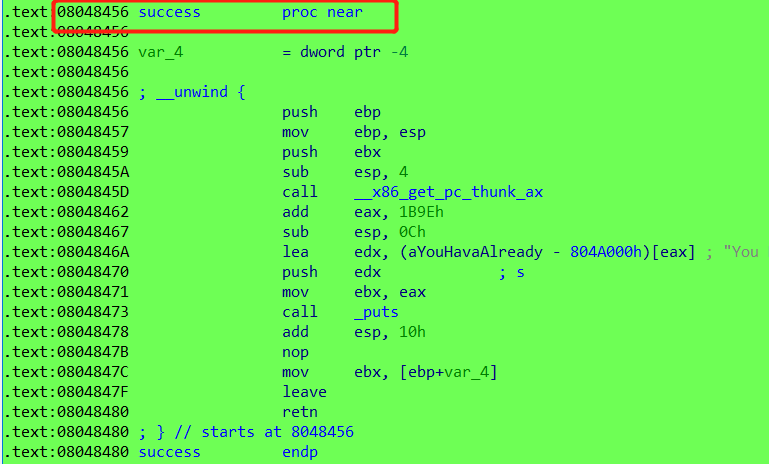 .text:08048456 success proc near
.text:08048456
.text:08048456 var_4 = dword ptr -4
.text:08048456
.text:08048456 ; __unwind {
.text:08048456 push ebp
.text:08048457 mov ebp, esp
.text:08048459 push ebx
.text:0804845A sub esp, 4
.text:0804845D call __x86_get_pc_thunk_ax
.text:08048462 add eax, 1B9Eh
.text:08048467 sub esp, 0Ch
.text:0804846A lea edx, (aYouHavaAlready - 804A000h)[eax] ; "You
.text:08048470 push edx ; s
.text:08048471 mov ebx, eax
.text:08048473 call _puts
.text:08048478 add esp, 10h
.text:0804847B nop
.text:0804847C mov ebx, [ebp+var_4]
.text:0804847F leave
.text:08048480 retn
.text:08048480 ; } // starts at 8048456
.text:08048480 success endp